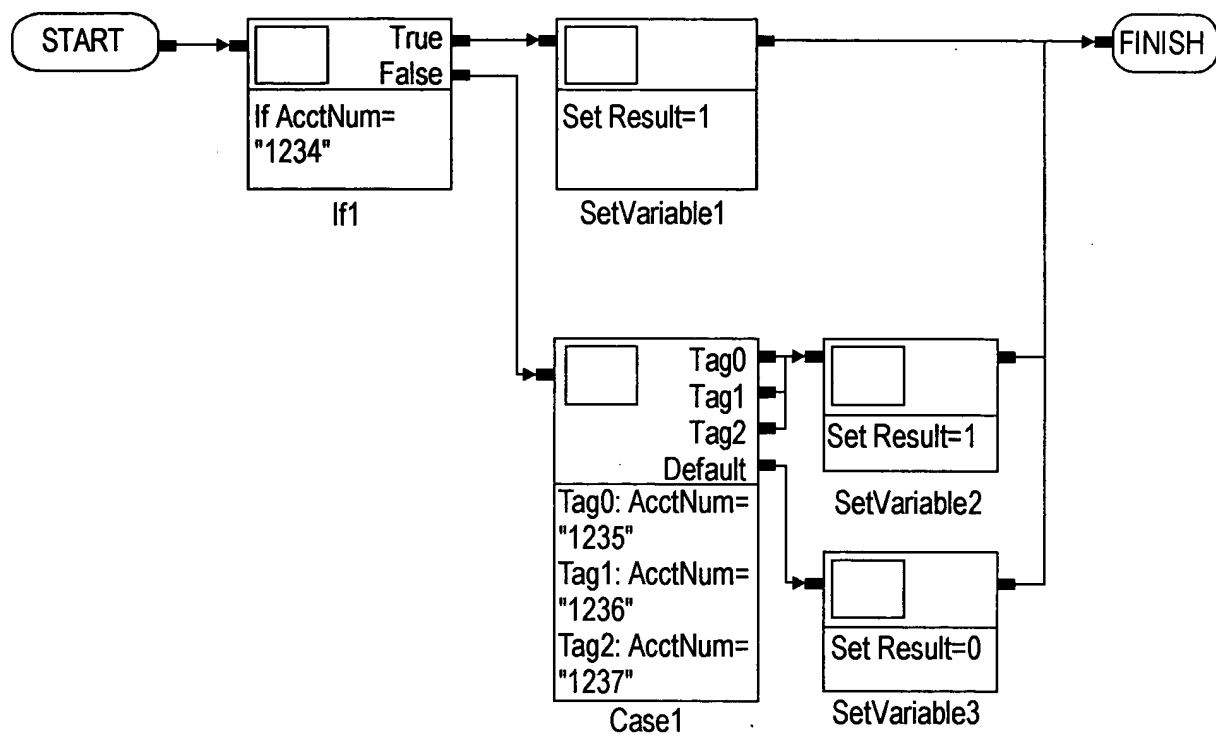 START
True
False
If AcctNum=
"1234"
If1
Set Result=1
SetVariable1
FINISH
Tag0
Tag1
Tag2
Default
Tag0: AcctNum=
"1235"
Tag1: AcctNum=
"1236"
Tag2: AcctNum=
"1237"
Case1
Set Result=1
SetVariable2
Set Result=0
SetVariable3